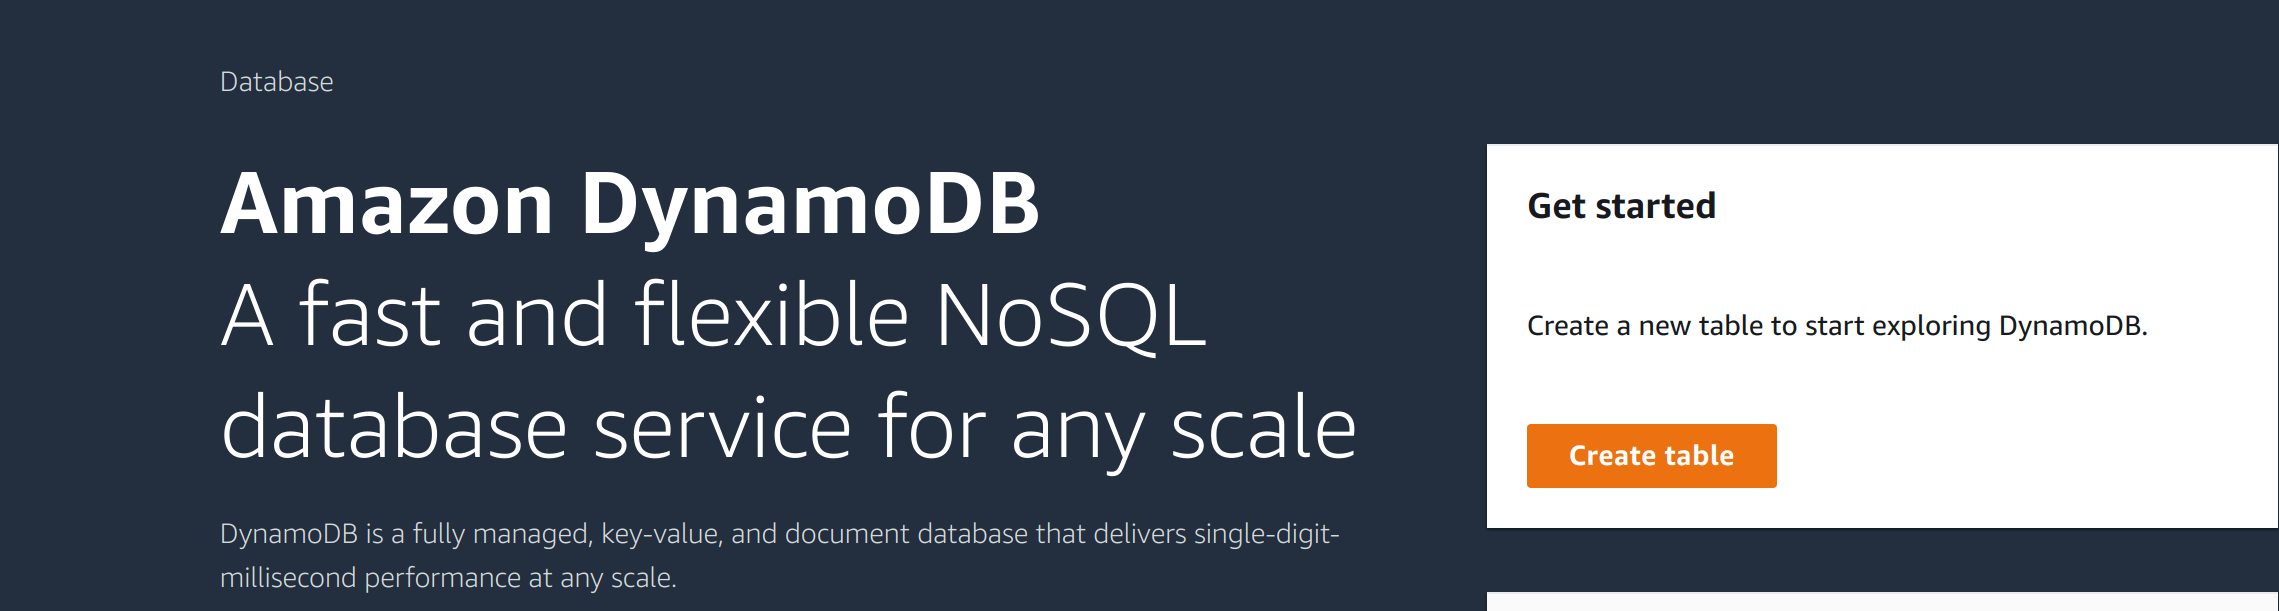 Database
Amazon DynamoDB
A fast and flexible NoSQL
database service for any scale
DynamoDB is a fully managed, key-value, and document database that delivers single-digit-
millisecond performance at any scale.
Get started
Create a new table to start exploring DynamoDB.
Create table